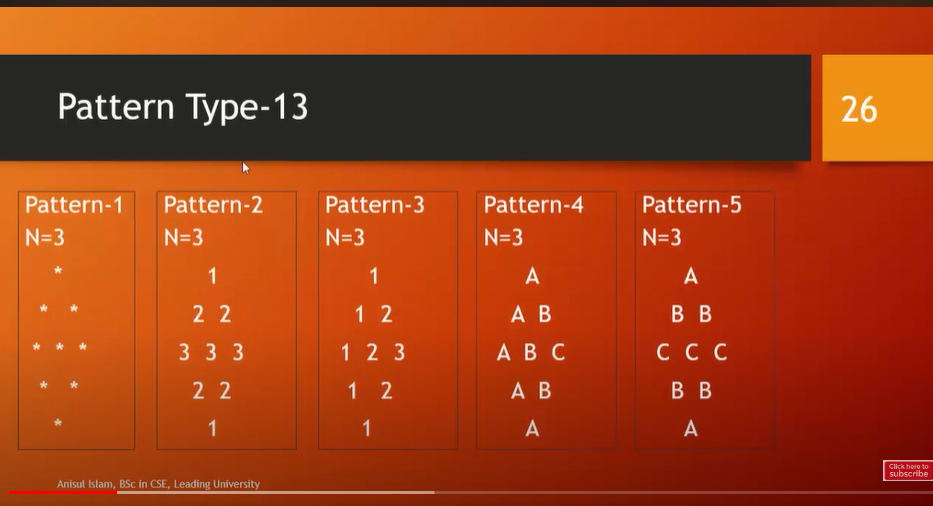 Pattern Type-13
26
Pattern-1
N=3
*
* *
* * *
* *
*
Pattern-2
N=3
1
2 2
3 3 3
2 2
1
Pattern-3
N=3
1
1 2
1 2 3
1 2
1
Pattern-4
N=3
A
A B
A B C
A B
A
Pattern-5
N=3
A
B B
C C C
B B
A
Click here to
subscribe
Anisul Islam, BSc in CSE, Leading University